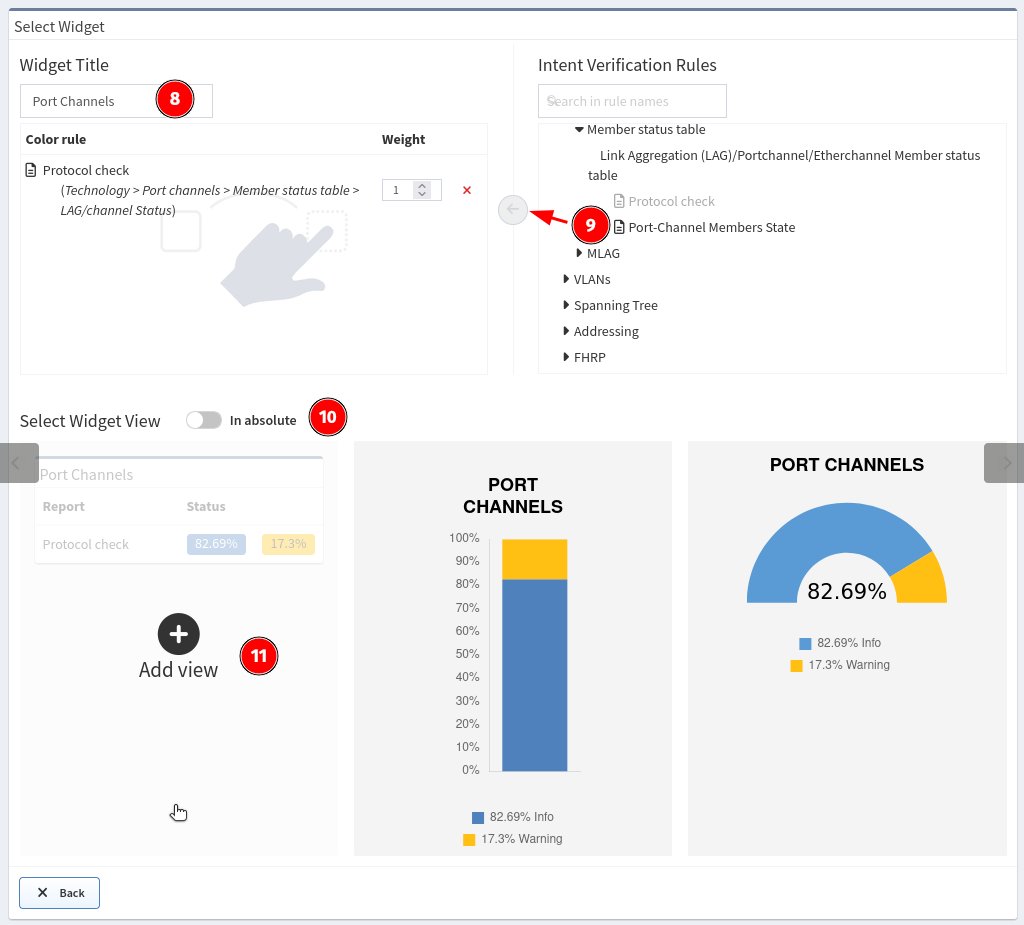 Select Widget
Widget Title
Port Channels
8
Color rule
Weight
Protocol check
(Technology > Port channels > Member status table >
LAG/channel Status)
1
Intent Verification Rules
Search in rule names
Member status table
Link Aggregation (LAG)/Portchannel/Etherchannel Member status
table
Protocol check
9
Port-Channel Members State
MLAG
VLANs
Spanning Tree
Addressing
FHRP
Select Widget View
In absolute
10
Port Channels
Report
Status
Protocol check
82.69%
17.3%
Add view
11
PORT
CHANNELS
100%
90%
80%
70%
60%
50%
40%
30%
20%
10%
0%
82.69% Info
17.3% Warning
PORT CHANNELS
82.69%
82.69% Info
17.3% Warning
Back